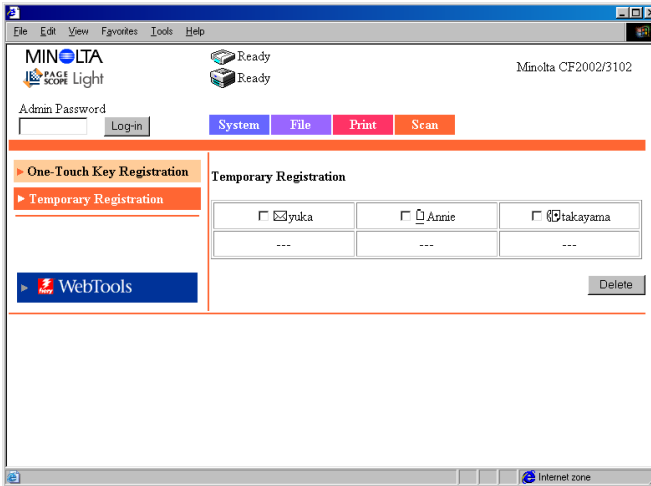 File Edit View Favorites Tools Help
MINOLTA
PAGE SCOPE Light
Ready
Ready
Minolta CF2002/3102
Admin Password
Log-in
System File Print Scan
One-Touch Key Registration
Temporary Registration
WebTools
Temporary Registration
yuka Annie takayama
--- --- ---
Delete
Internet zone